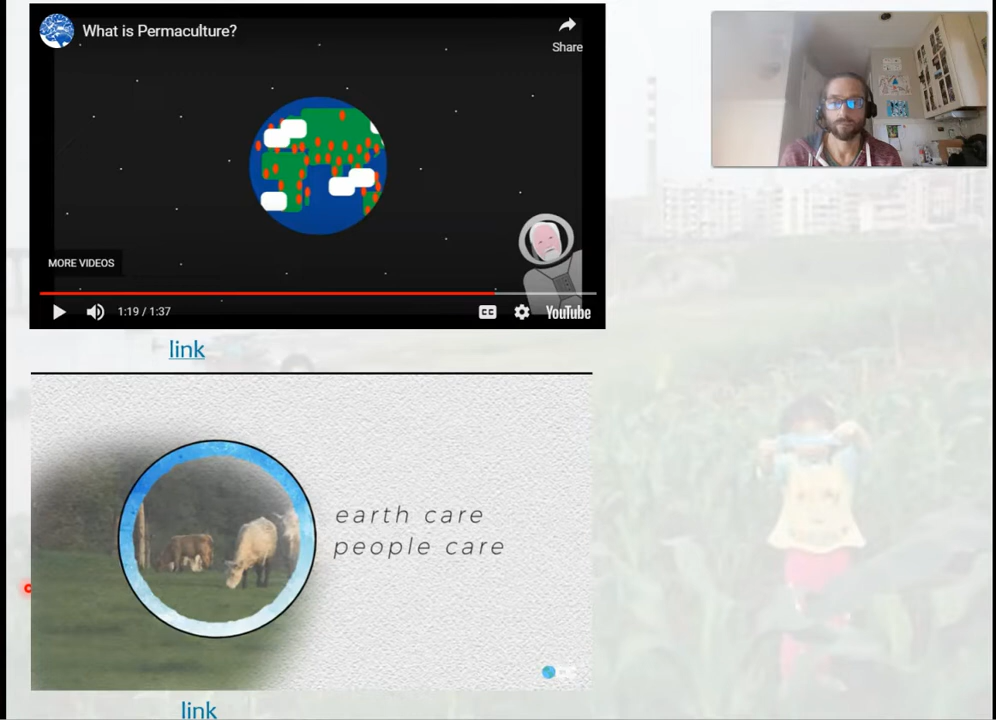 What is Permaculture?
Share
MORE VIDEOS
1:19 / 1:37
CC
YouTube
link
earth care
people care
link